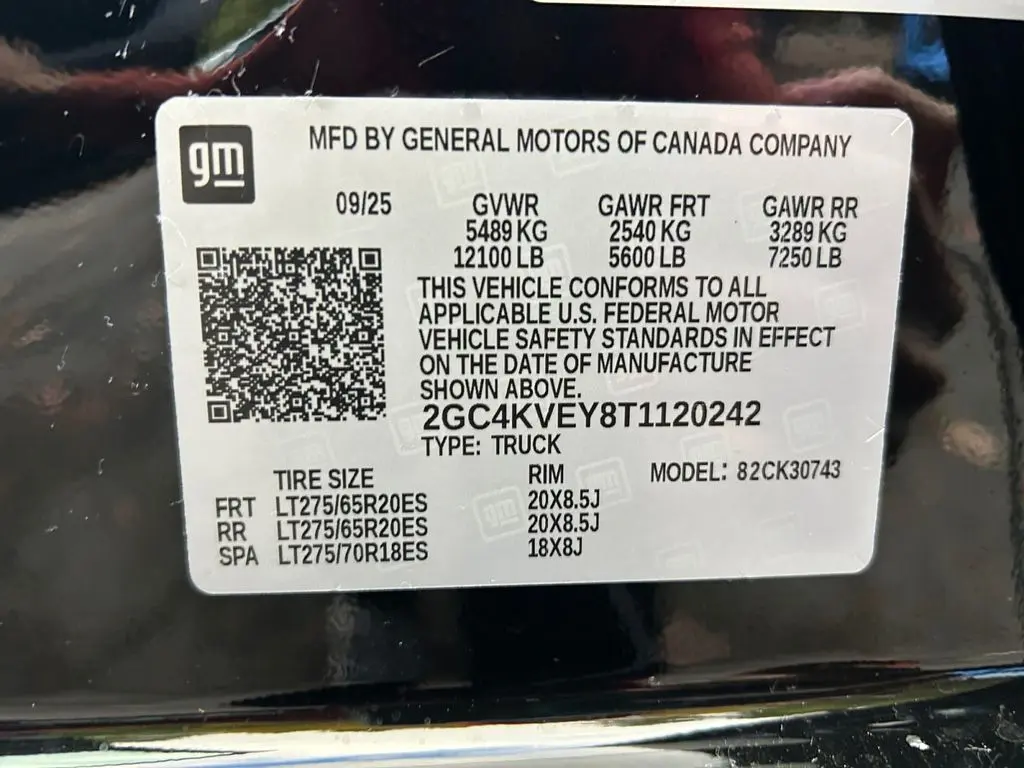 gm
MFD BY GENERAL MOTORS OF CANADA COMPANY
09/25 GVWR GAWR FRT GAWR RR
5489 KG 2540 KG 3289 KG
12100 LB 5600 LB 7250 LB
THIS VEHICLE CONFORMS TO ALL
APPLICABLE U.S. FEDERAL MOTOR
VEHICLE SAFETY STANDARDS IN EFFECT
ON THE DATE OF MANUFACTURE
SHOWN ABOVE.
2GC4KVEY8T1120242
TYPE: TRUCK
TIRE SIZE RIM MODEL: 82CK30743
FRT LT275/65R20ES 20X8.5J
RR LT275/65R20ES 20X8.5J
SPA LT275/70R18ES 18X8J